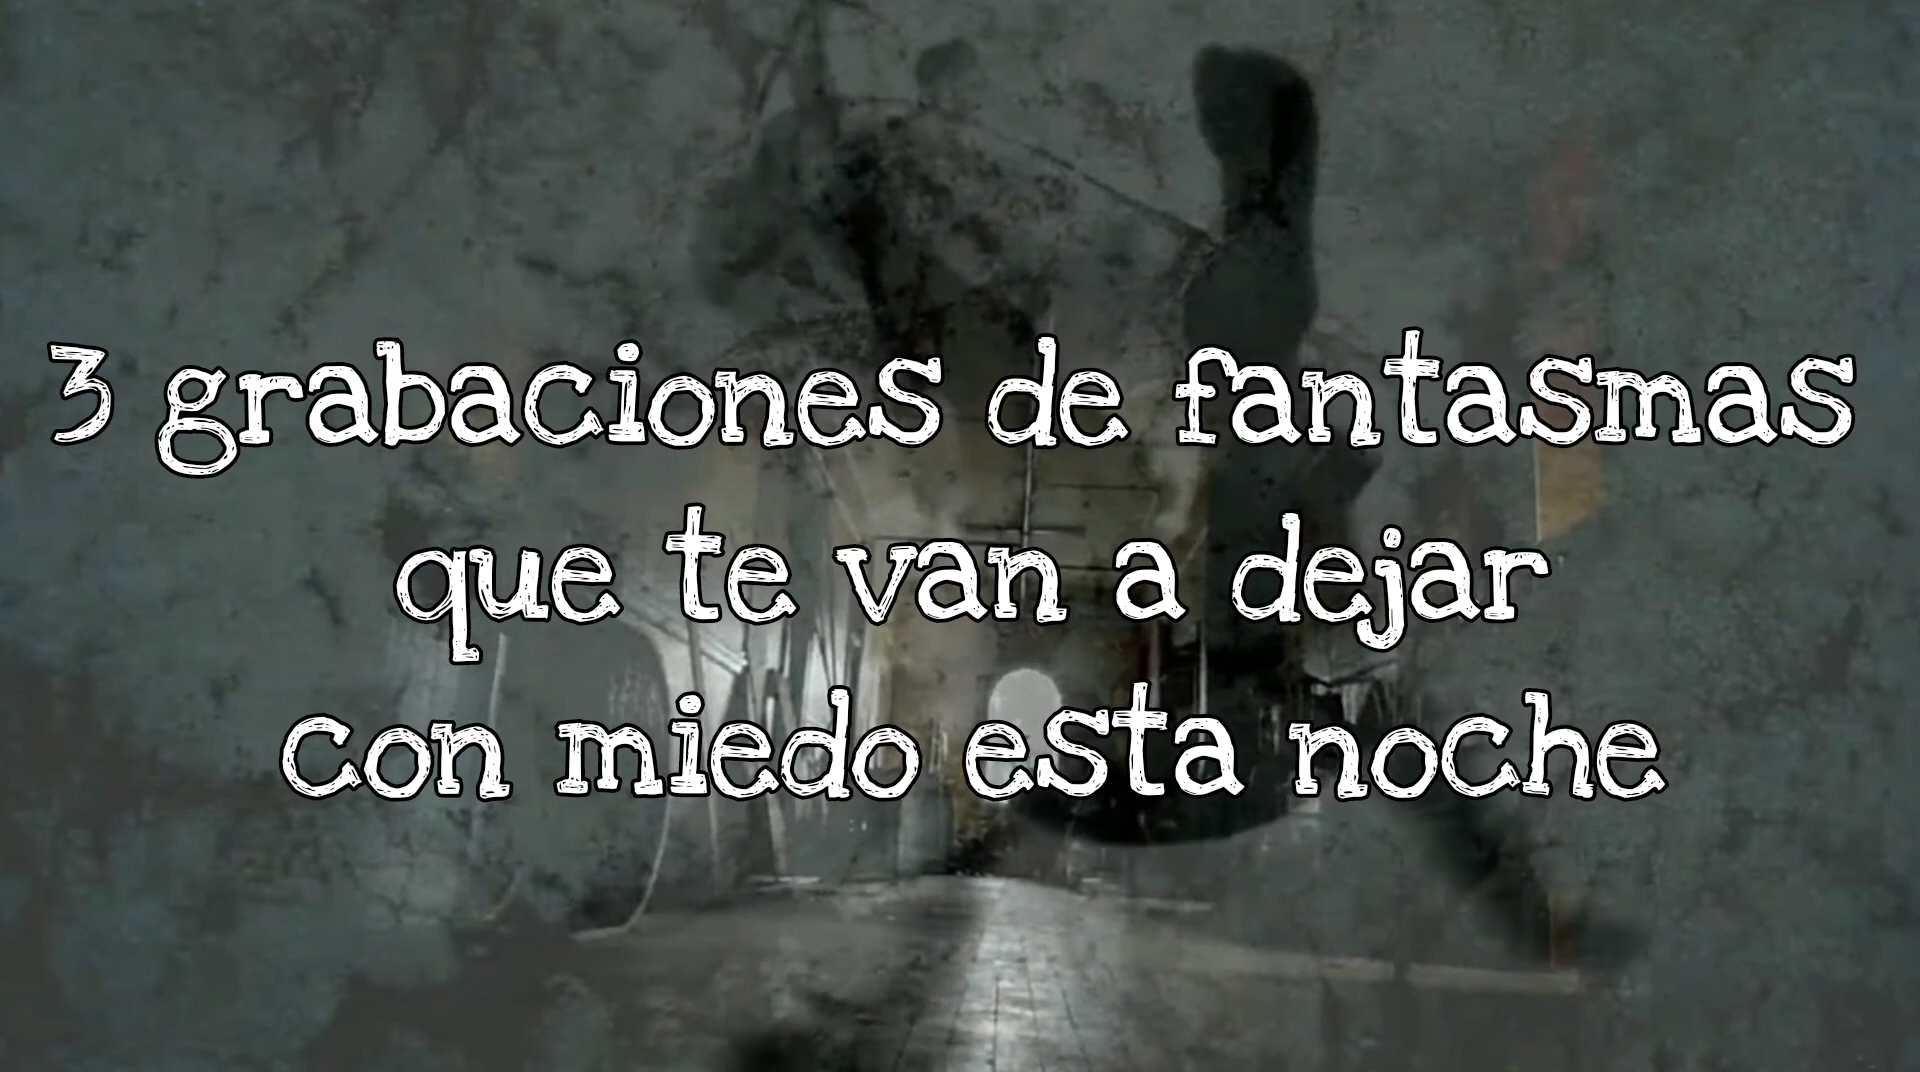 3 grabaciones de fantasmas
que te van a dejar
con miedo esta noche